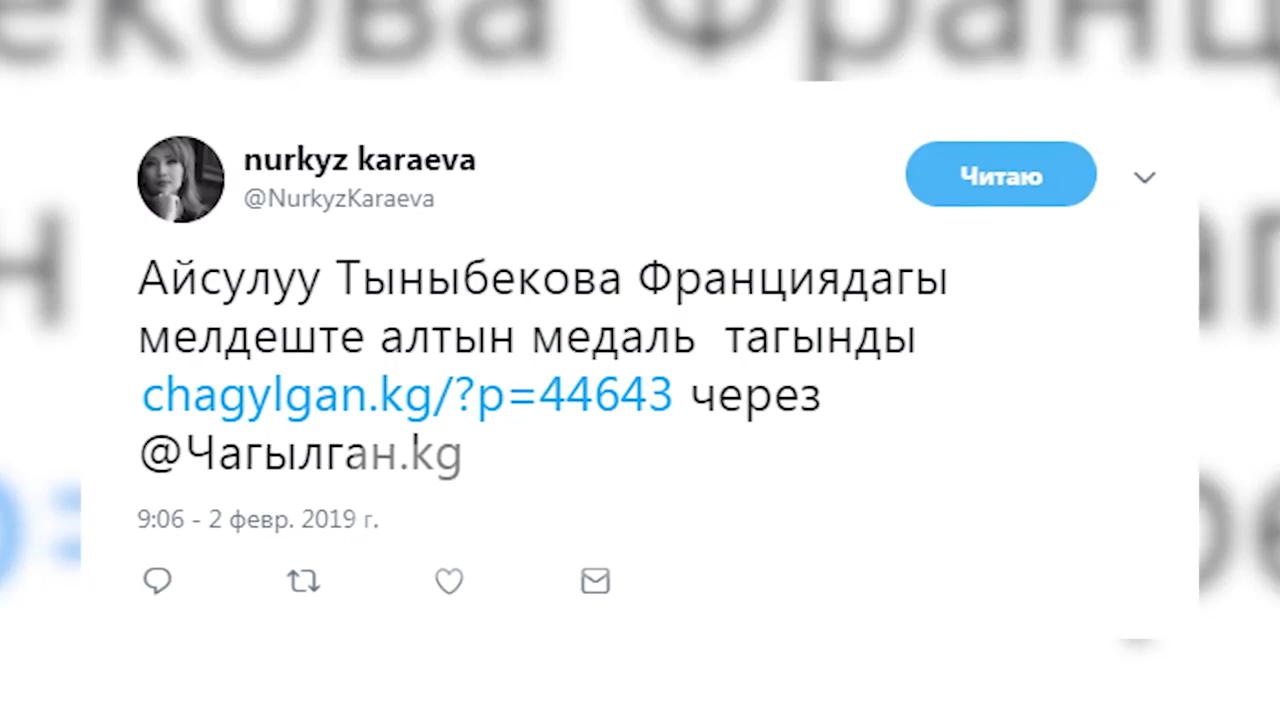 nurkyz karaeva
@NurkyzKaraeva
Читаю
Айсулуу Тыныбекова Франциядагы
мелдеште алтын медаль тагынды
chagylgan.kg/?p=44643 через
@Чагылган.kg
9:06 - 2 февр. 2019 г.